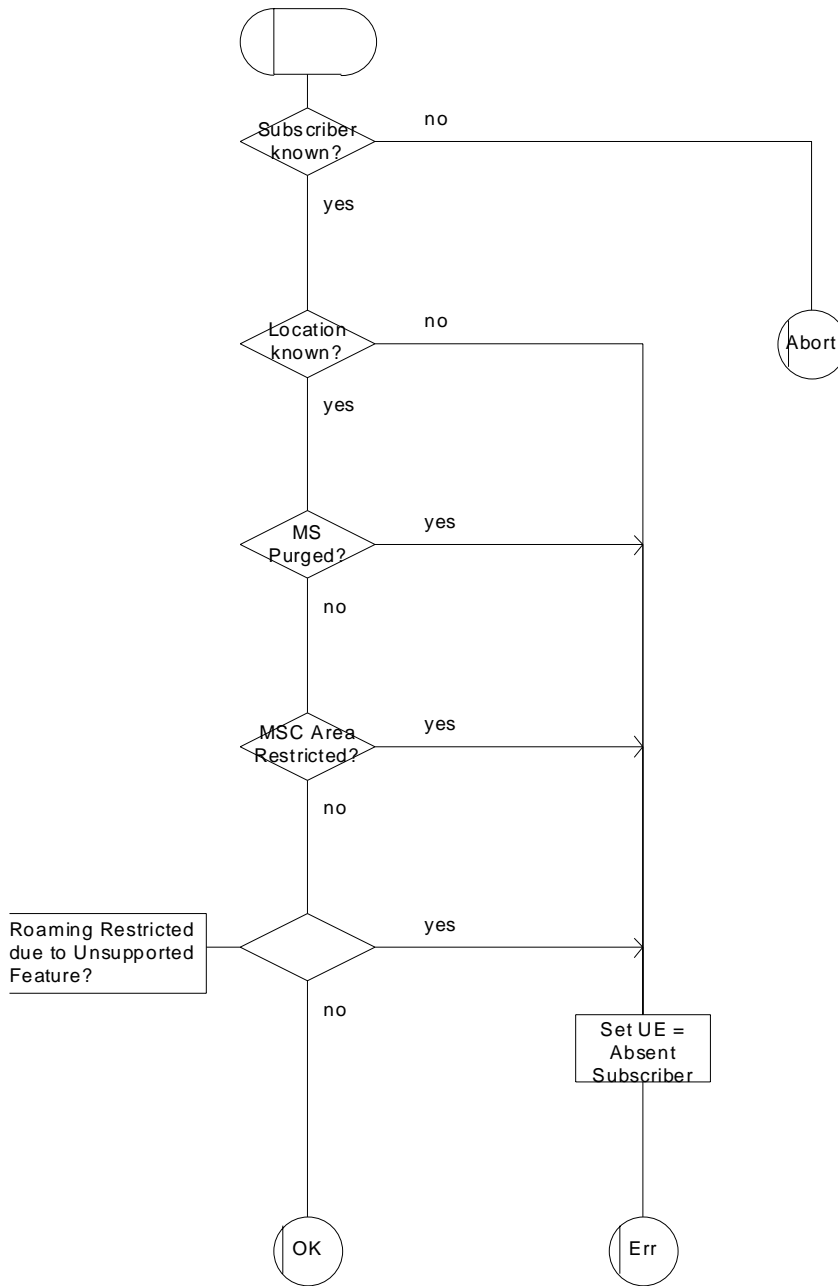 Subscriber
known?
no
yes
Location
known?
no
Abort
yes
MS
Purged?
yes
no
MSC Area
Restricted?
yes
no
Roaming Restricted
due to Unsupported
Feature?
yes
no
Set UE =
Absent
Subscriber
OK
Err